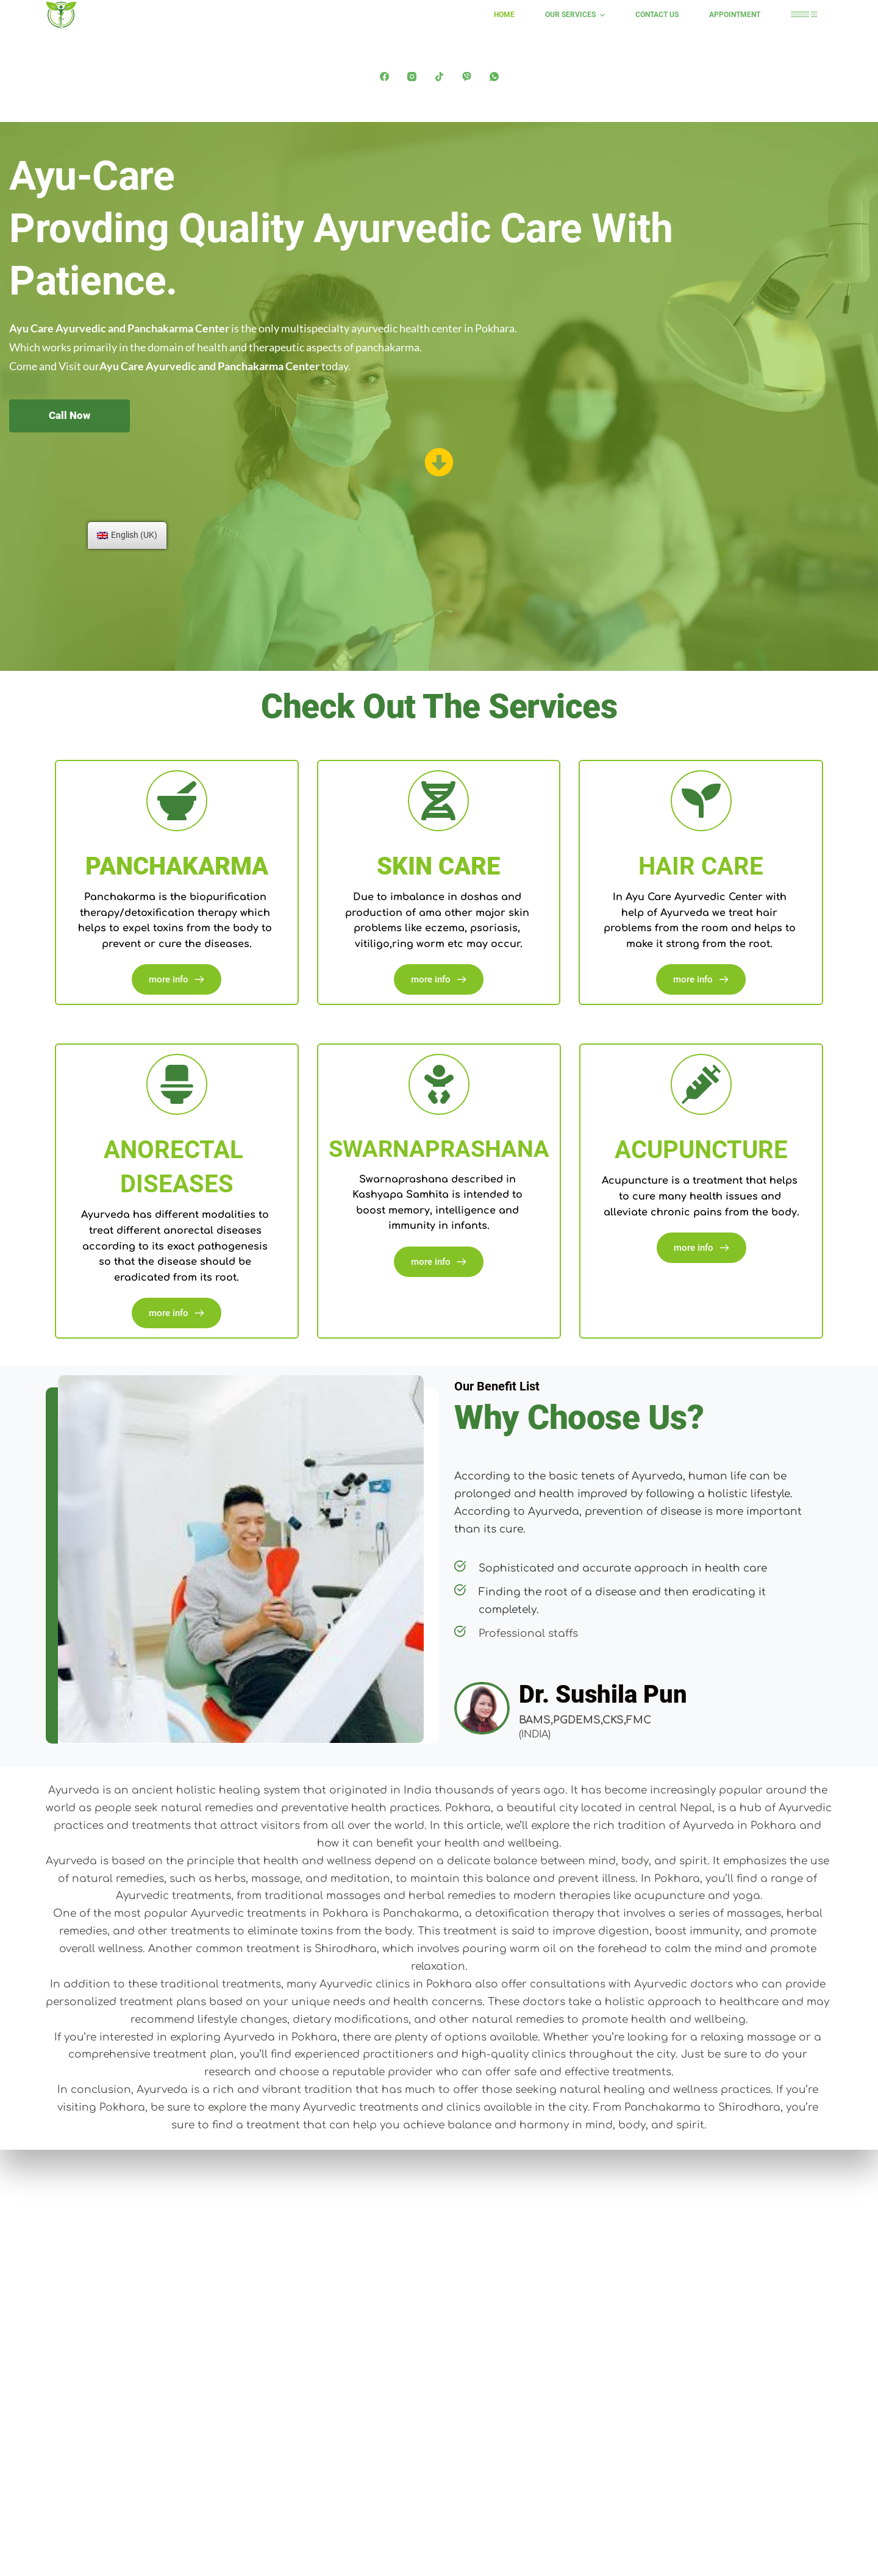 HOME
OUR SERVICES
CONTACT US
APPOINTMENT
Ayu-Care
Provding Quality Ayurvedic Care With
Patience.
Ayu Care Ayurvedic and Panchakarma Center is the only multispecialty ayurvedic health center in Pokhara.
Which works primarily in the domain of health and therapeutic aspects of panchakarma.
Come and Visit ourAyu Care Ayurvedic and Panchakarma Center today.
Call Now
English (UK)
Check Out The Services
PANCHAKARMA
Panchakarma is the biopurification
therapy/detoxification therapy which
helps to expel toxins from the body to
prevent or cure the diseases.
more info
SKIN CARE
Due to imbalance in doshas and
production of ama other major skin
problems like eczema, psoriasis,
vitiligo,ring worm etc may occur.
more info
HAIR CARE
In Ayu Care Ayurvedic Center with
help of Ayurveda we treat hair
problems from the room and helps to
make it strong from the root.
more info
ANORECTAL
DISEASES
Ayurveda has different modalities to
treat different anorectal diseases
according to its exact pathogenesis
so that the disease should be
eradicated from its root.
more info
SWARNAPRASHANA
Swarnaprashana described in
Kashyapa Samhita is intended to
boost memory, intelligence and
immunity in infants.
more info
ACUPUNCTURE
Acupuncture is a treatment that helps
to cure many health issues and
alleviate chronic pains from the body.
more info
Our Benefit List
Why Choose Us?
According to the basic tenets of Ayurveda, human life can be
prolonged and health improved by following a holistic lifestyle.
According to Ayurveda, prevention of disease is more important
than its cure.
Sophisticated and accurate approach in health care
Finding the root of a disease and then eradicating it
completely.
Professional staffs
Dr. Sushila Pun
BAMS,PGDEMS,CKS,FMC
(INDIA)
Ayurveda is an ancient holistic healing system that originated in India thousands of years ago. It has become increasingly popular around the
world as people seek natural remedies and preventative health practices. Pokhara, a beautiful city located in central Nepal, is a hub of Ayurvedic
practices and treatments that attract visitors from all over the world. In this article, we’ll explore the rich tradition of Ayurveda in Pokhara and
how it can benefit your health and wellbeing.
Ayurveda is based on the principle that health and wellness depend on a delicate balance between mind, body, and spirit. It emphasizes the use
of natural remedies, such as herbs, massage, and meditation, to maintain this balance and prevent illness. In Pokhara, you’ll find a range of
Ayurvedic treatments, from traditional massages and herbal remedies to modern therapies like acupuncture and yoga.
One of the most popular Ayurvedic treatments in Pokhara is Panchakarma, a detoxification therapy that involves a series of massages, herbal
remedies, and other treatments to eliminate toxins from the body. This treatment is said to improve digestion, boost immunity, and promote
overall wellness. Another common treatment is Shirodhara, which involves pouring warm oil on the forehead to calm the mind and promote
relaxation.
In addition to these traditional treatments, many Ayurvedic clinics in Pokhara also offer consultations with Ayurvedic doctors who can provide
personalized treatment plans based on your unique needs and health concerns. These doctors take a holistic approach to healthcare and may
recommend lifestyle changes, dietary modifications, and other natural remedies to promote health and wellbeing.
If you’re interested in exploring Ayurveda in Pokhara, there are plenty of options available. Whether you’re looking for a relaxing massage or a
comprehensive treatment plan, you’ll find experienced practitioners and high-quality clinics throughout the city. Just be sure to do your
research and choose a reputable provider who can offer safe and effective treatments.
In conclusion, Ayurveda is a rich and vibrant tradition that has much to offer those seeking natural healing and wellness practices. If you’re
visiting Pokhara, be sure to explore the many Ayurvedic treatments and clinics available in the city. From Panchakarma to Shirodhara, you’re
sure to find a treatment that can help you achieve balance and harmony in mind, body, and spirit.